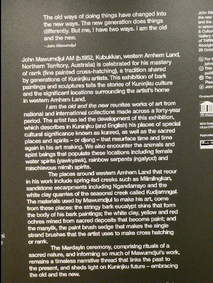 The old ways of doing things have changed into
the new ways. The new generation does things
differently. But me, I have two ways. I am the old
and the new.
– John Mawurndjul
John Mawurndjul AM (b.1952, Kubukkan, western Arnhem Land,
Northern Territory, Australia) is celebrated for his mastery
of rarrk (fine painted cross-hatching), a tradition shared
by generations of Kuninjku artists. This exhibition of bark
paintings and sculptures tells the stories of Kuninjku culture
and the significant locations surrounding the artist's home
in western Arnhem Land.
I am the old and the new reunites works of art from
national and international collections made across a forty-year
period. The artist has led the development of this exhibition,
which describes in Kuninjku (and English) his places of special
cultural significance known as kunred, as well as the sacred
places and spirits – or djang – that resurface time and time
again in his art making. We also encounter the animals and
spirit beings that populate these locations including female
water spirits (yawkyawk), rainbow serpents (ngalyod) and
mischievous mimih spirits.
The places around western Arnhem Land that recur
in his work include spring-fed creeks such as Milmilngkan,
sandstone escarpments including Ngandarrayo and the
white clay quarries of the seasonal creek called Kudjarnngal.
The materials used by Mawurndjul to make his art, come
from these places: the stringy bark eucalypt skins that form
the body of his bark paintings; the white clay, yellow and red
ochres mined from sacred deposits that become paint; and
the manyilk, the paint brush sedge that makes the single
strand brushes that the artist uses to make cross hatching
or rarrk.
The Mardayin ceremony, comprising rituals of a
sacred nature, and informing so much of Mawurndjul's work,
remains a timeless narrative thread that links the past to
the present, and sheds light on Kuninjku future – embracing
the old and the new.